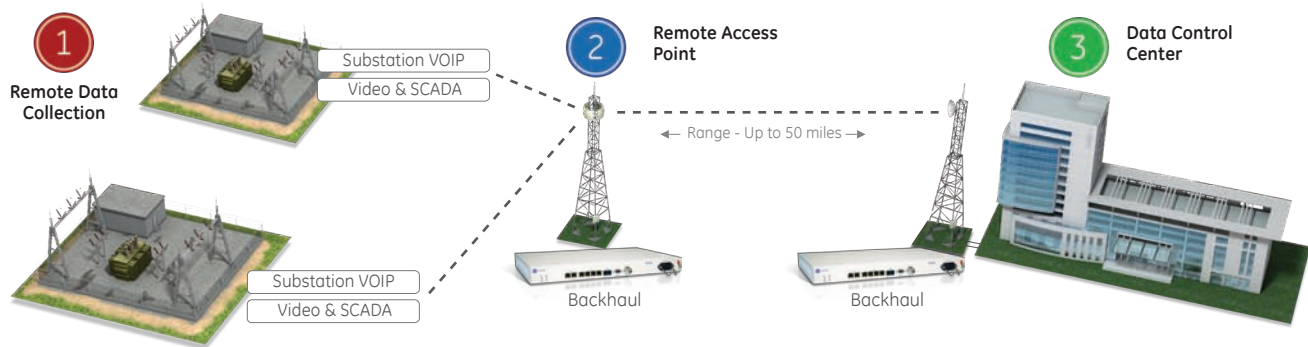 1
Remote Data
Collection
Substation VOIP
Video & SCADA
Substation VOIP
Video & SCADA
2
Remote Access
Point
← Range - Up to 50 miles →
Backhaul
Backhaul
3
Data Control
Center